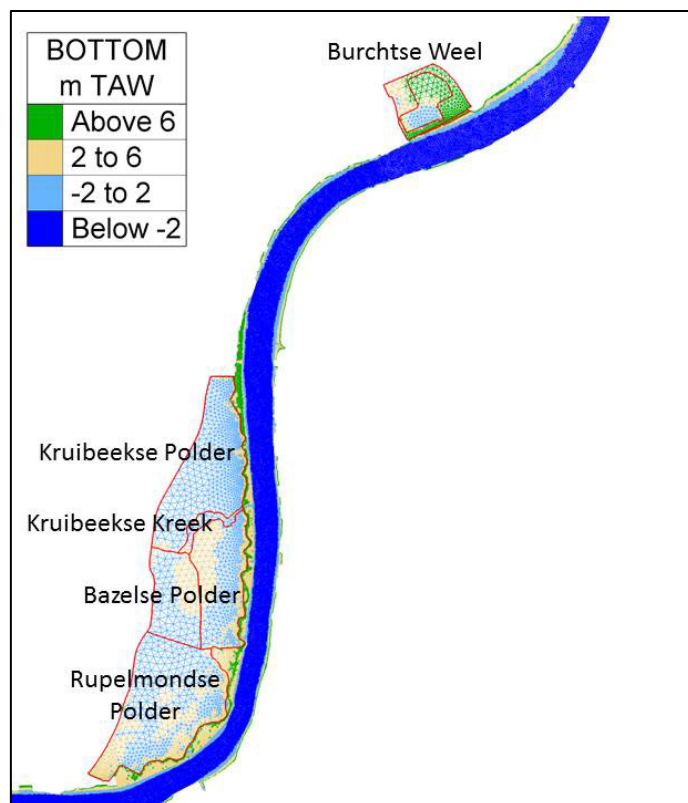 BOTTOM
m TAW
Above 6
2 to 6
-2 to 2
Below -2
Burchtse Weel
Kruibeekse Polder
Kruibeekse Kreek
Bazelse Polder
Rupelmondse
Polder